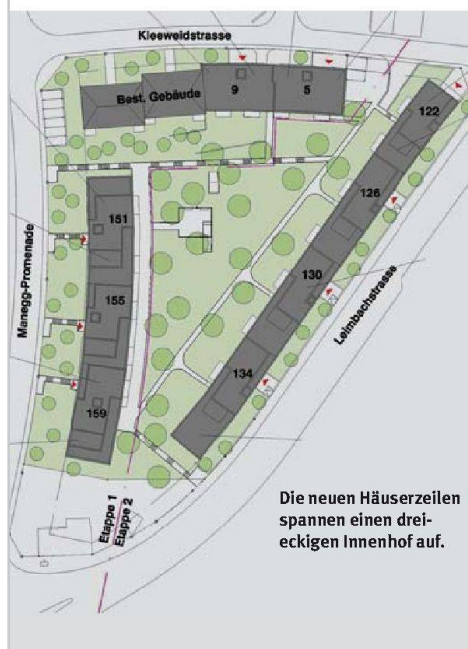 Kleeweidstrasse
Best. Gebäude
9
5
122
126
130
134
151
155
159
Manegg-Promenade
Leimbachstrasse
Etappe 1
Etappe 2
Die neuen Häuserzeilen
spannen einen drei-
eckigen Innenhof auf.